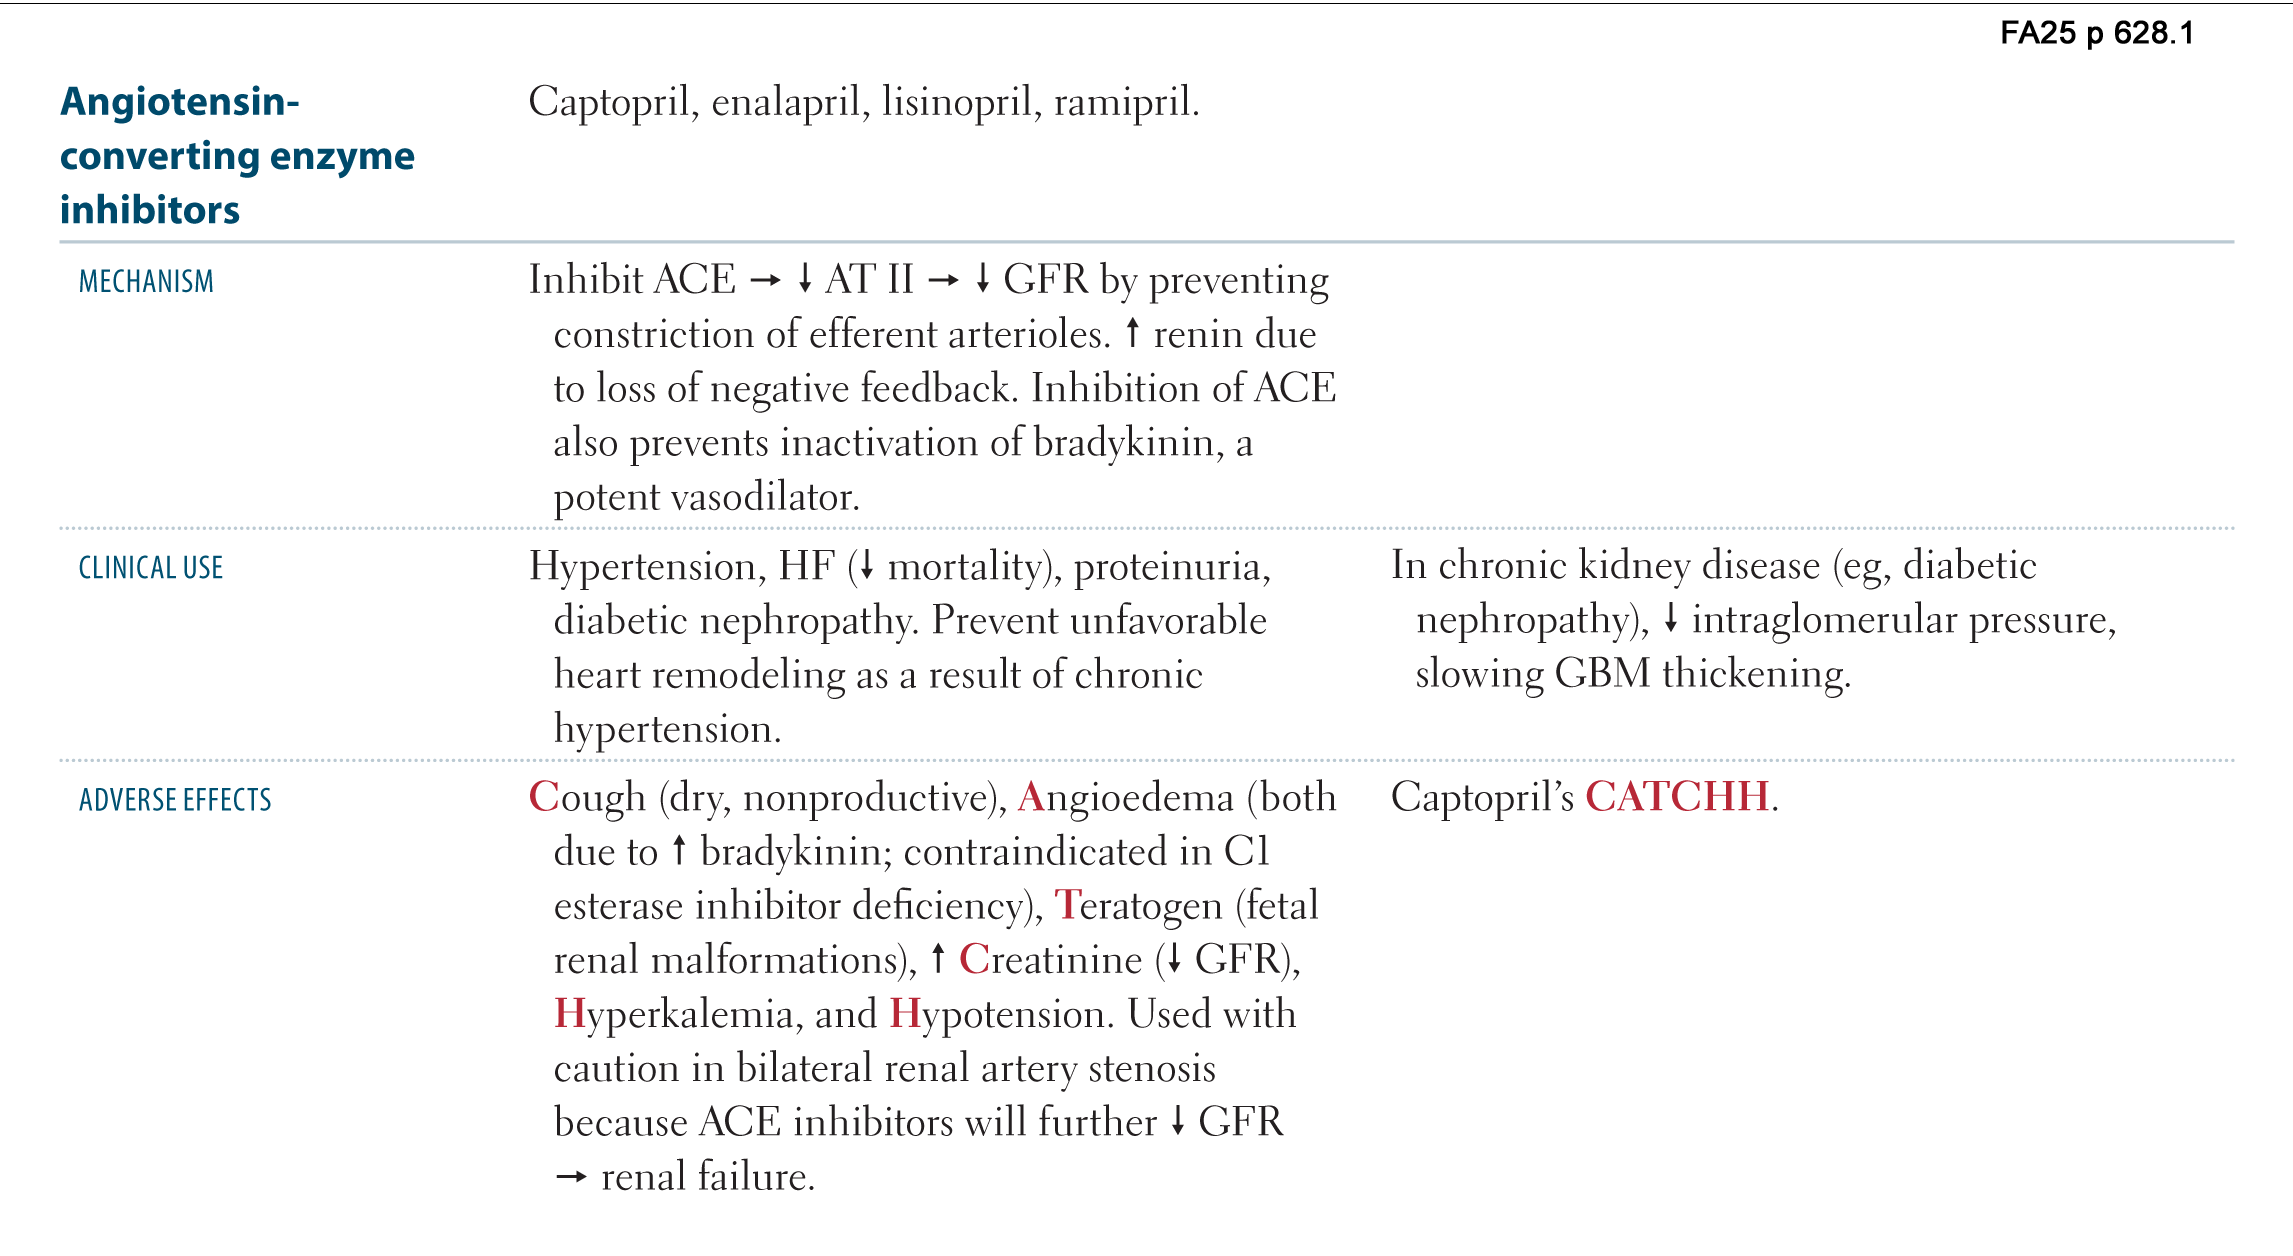 FA25 p 628.1
Angiotensin-
converting enzyme
inhibitors
Captopril, enalapril, lisinopril, ramipril.
MECHANISM
Inhibit ACE → ↓ AT II → ↓ GFR by preventing
constriction of efferent arterioles. ↑ renin due
to loss of negative feedback. Inhibition of ACE
also prevents inactivation of bradykinin, a
potent vasodilator.
CLINICAL USE
Hypertension, HF (↓ mortality), proteinuria,
diabetic nephropathy. Prevent unfavorable
heart remodeling as a result of chronic
hypertension.
In chronic kidney disease (eg, diabetic
nephropathy), ↓ intraglomerular pressure,
slowing GBM thickening.
ADVERSE EFFECTS
Cough (dry, nonproductive), Angioedema (both
due to ↑ bradykinin; contraindicated in C1
esterase inhibitor deficiency), Teratogen (fetal
renal malformations), ↑ Creatinine (↓ GFR),
Hyperkalemia, and Hypotension. Used with
caution in bilateral renal artery stenosis
because ACE inhibitors will further ↓ GFR
→ renal failure.
Captopril’s CATCHH.